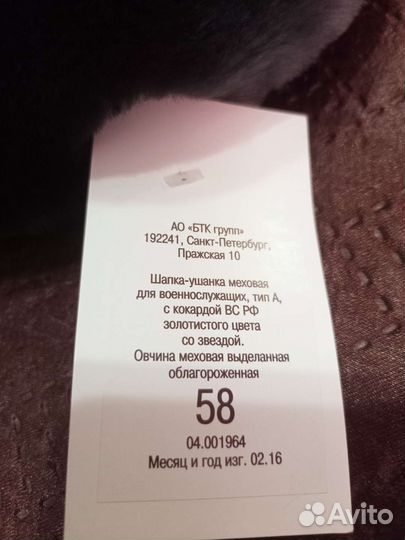 АО «БТК групп»
192241, Санкт-Петербург,
Пражская 10
Шапка-ушанка меховая
для военнослужащих, тип А,
с кокардой ВС РФ
золотистого цвета
со звездой.
Овчина меховая выделанная
облагороженная
58
04.001964
Месяц и год изг. 02.16
Avito